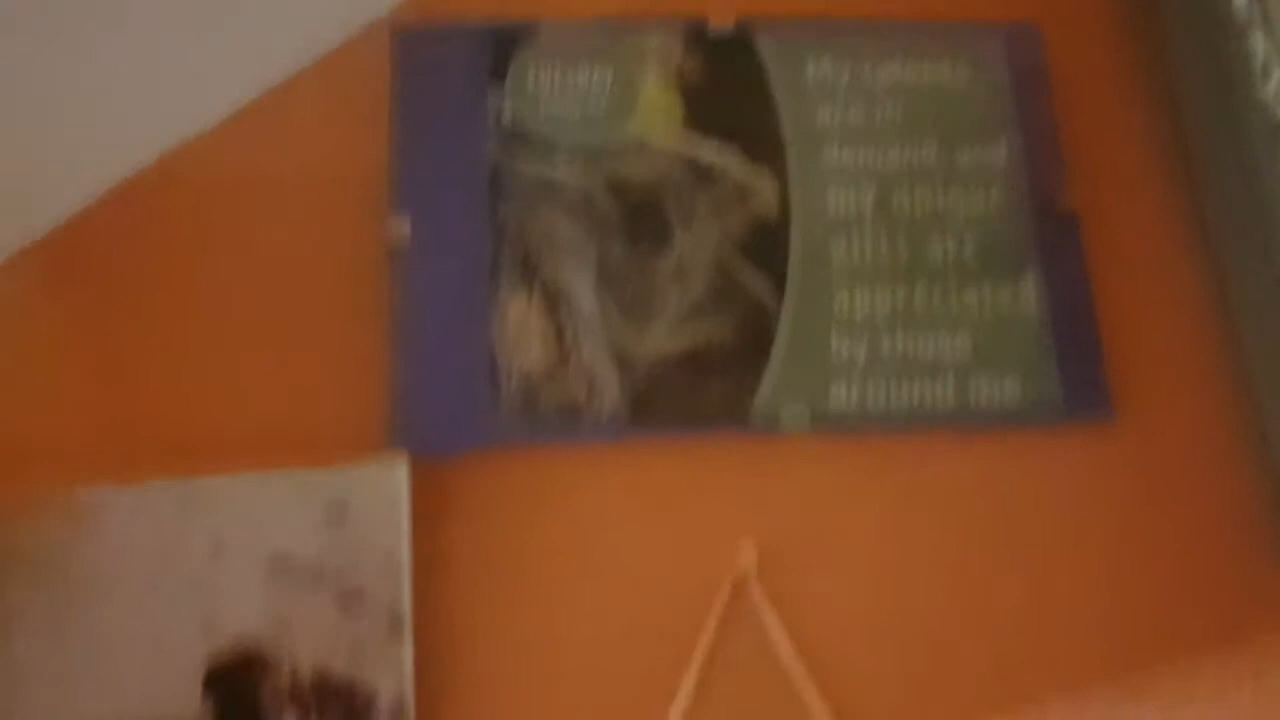 My talents
are in
demand and
my unique
gifts are
appreciated
by those
around me